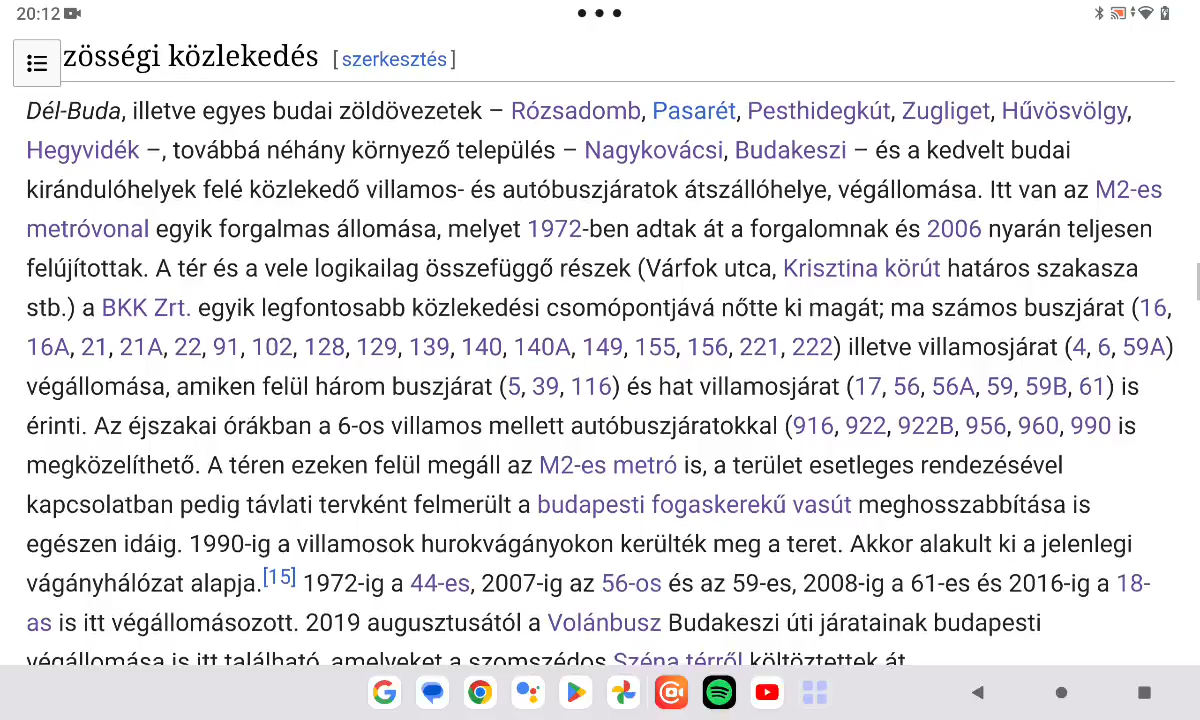 20:12
zösségi közlekedés [szerkesztés]
Dél-Buda, illetve egyes budai zöldövezetek – Rózsadomb, Pasarét, Pesthidegkút, Zugliget, Hűvösvölgy,
Hegyvidék –, továbbá néhány környező település – Nagykovácsi, Budakeszi – és a kedvelt budai
kirándulóhelyek felé közlekedő villamos- és autóbuszjáratok átszállóhelye, végállomása. Itt van az M2-es
metróvonal egyik forgalmas állomása, melyet 1972-ben adtak át a forgalomnak és 2006 nyarán teljesen
felújítottak. A tér és a vele logikailag összefüggő részek (Várfok utca, Krisztina körút határos szakasza
stb.) a BKK Zrt. egyik legfontosabb közlekedési csomópontjává nőtte ki magát; ma számos buszjárat (16,
16A, 21, 21A, 22, 91, 102, 128, 129, 139, 140, 140A, 149, 155, 156, 221, 222) illetve villamosjárat (4, 6, 59A)
végállomása, amiken felül három buszjárat (5, 39, 116) és hat villamosjárat (17, 56, 56A, 59, 59B, 61) is
érinti. Az éjszakai órákban a 6-os villamos mellett autóbuszjáratokkal (916, 922, 922B, 956, 960, 990 is
megközelíthető. A téren ezeken felül megáll az M2-es metró is, a terület esetleges rendezésével
kapcsolatban pedig távlati tervként felmerült a budapesti fogaskerekű vasút meghosszabbítása is
egészen idáig. 1990-ig a villamosok hurokvágányokon kerülték meg a teret. Akkor alakult ki a jelenlegi
vágányhálózat alapja.[15] 1972-ig a 44-es, 2007-ig az 56-os és az 59-es, 2008-ig a 61-es és 2016-ig a 18-
as is itt végállomásozott. 2019 augusztusától a Volánbusz Budakeszi úti járatainak budapesti
végállomása is itt található, amelyeket a szomszédos Széna térről költöztettek át.